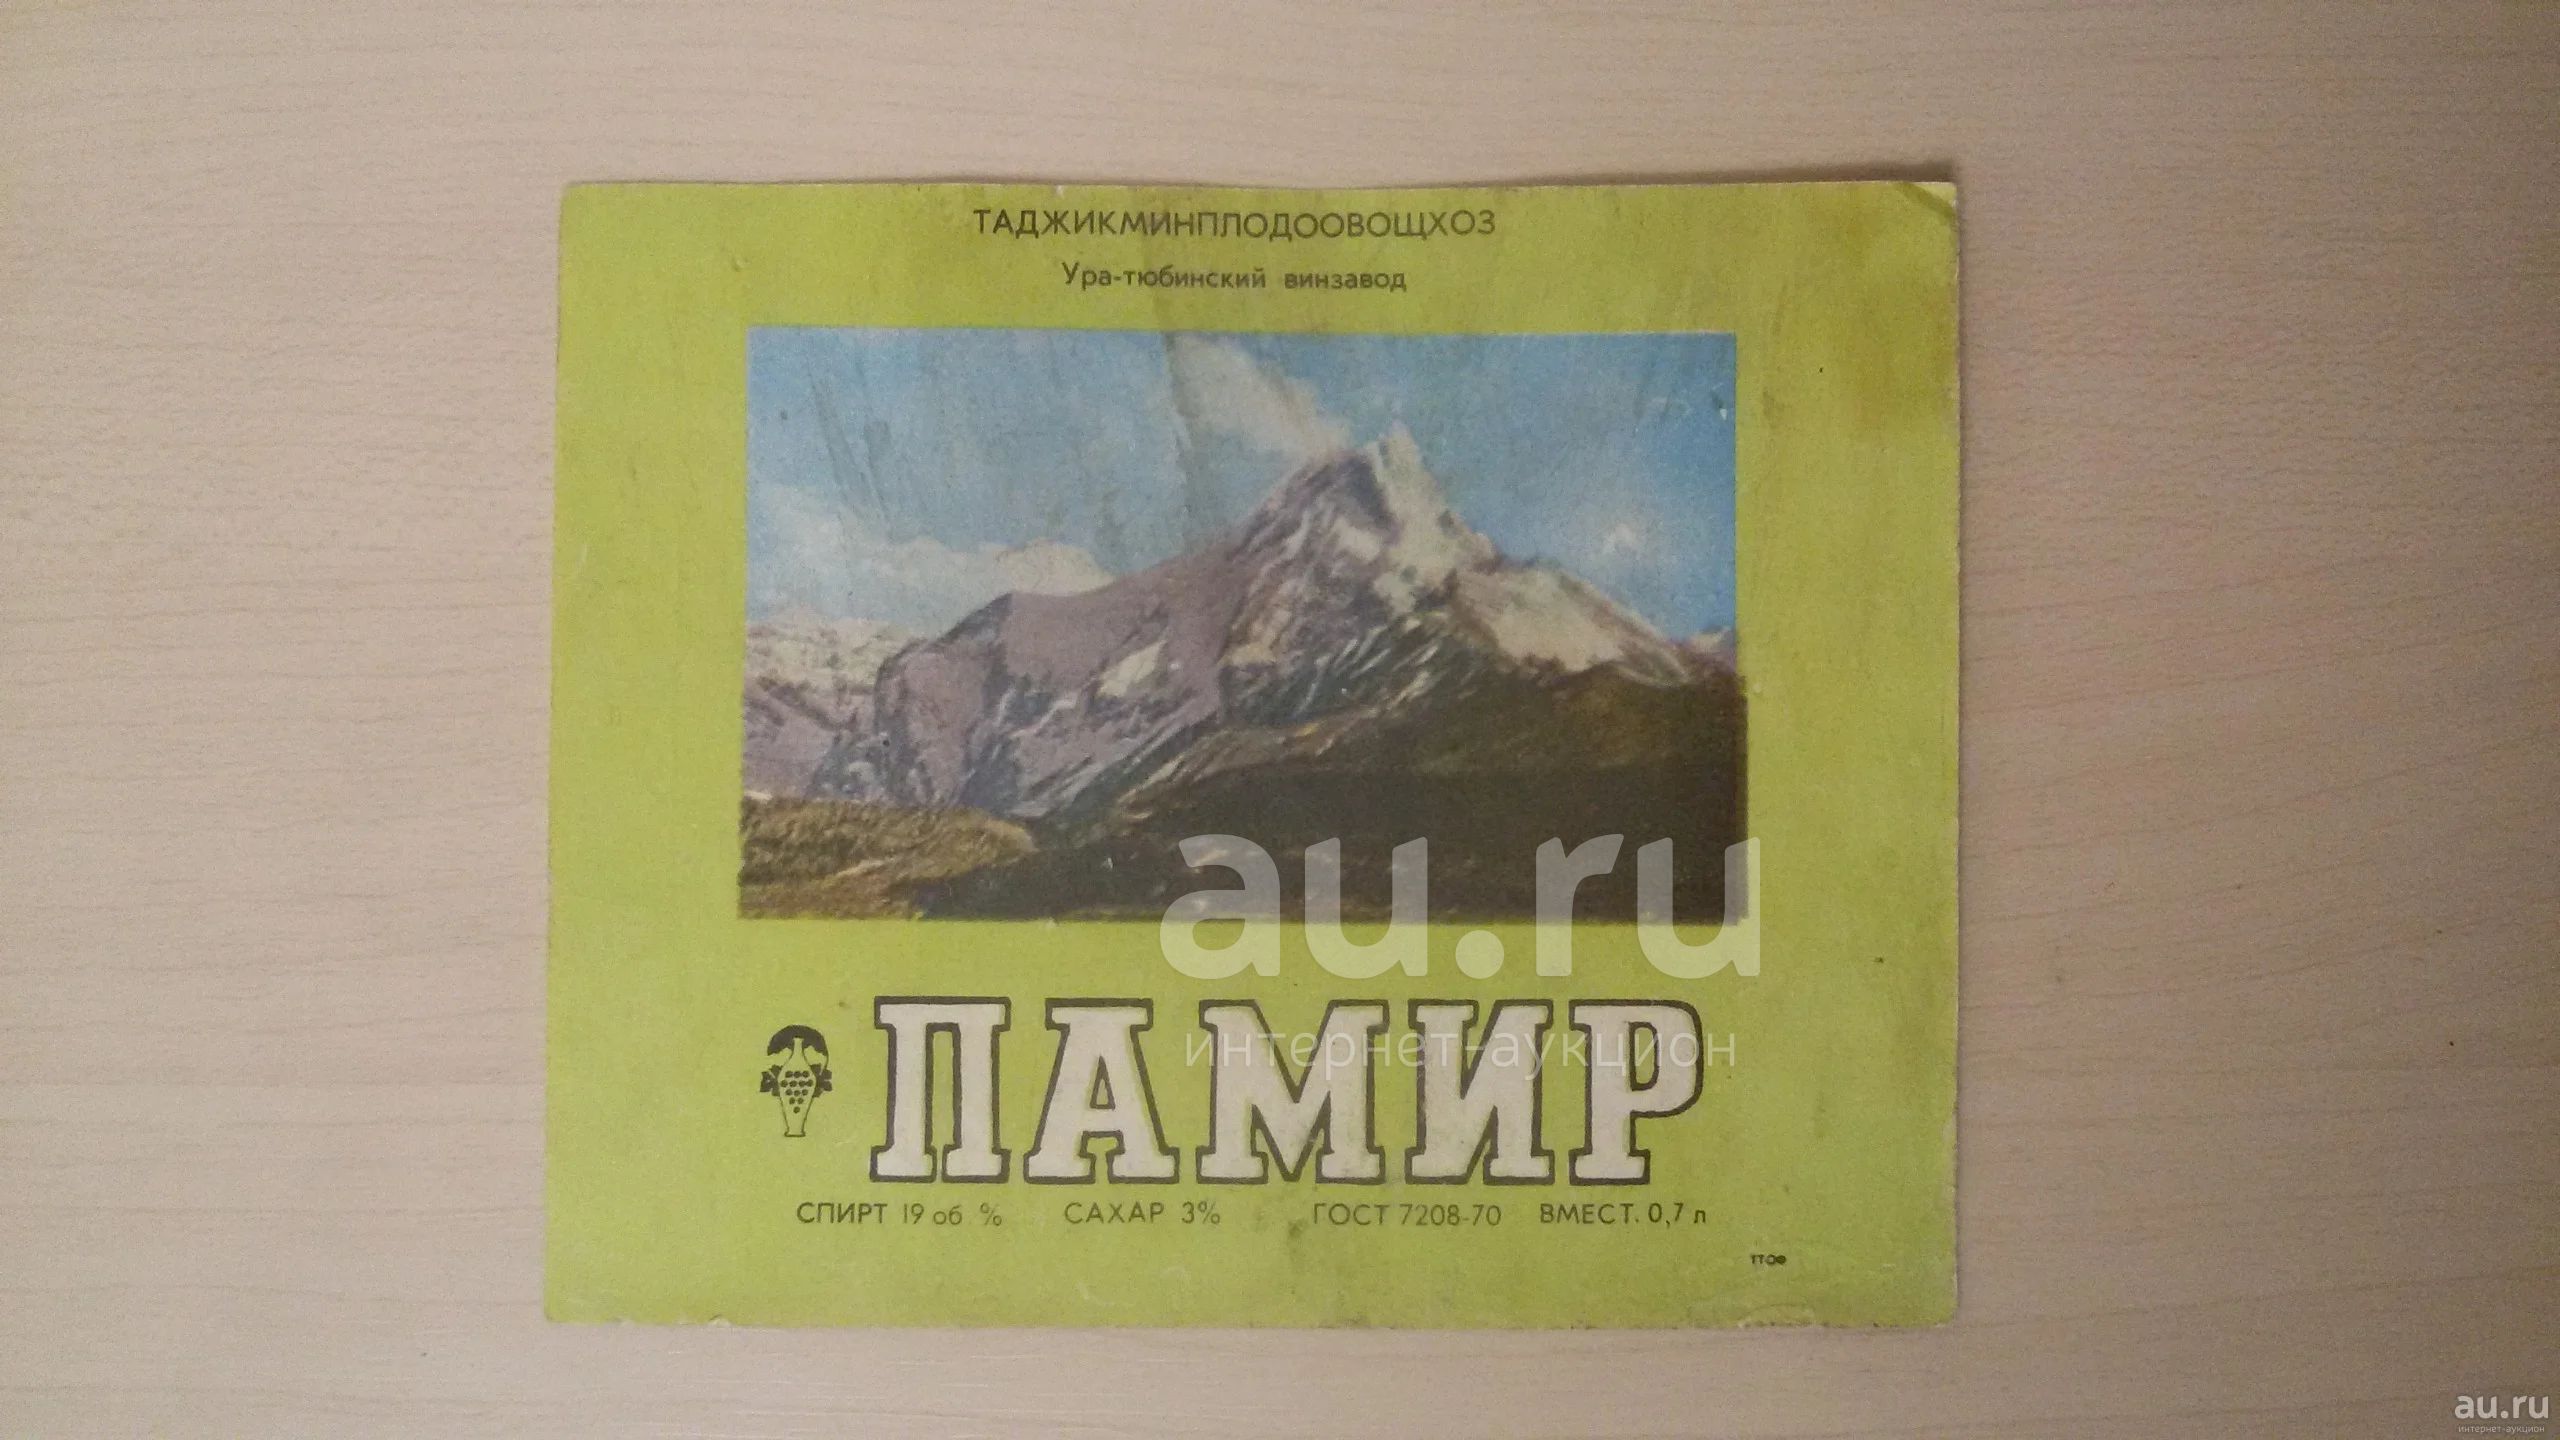 ТАДЖИКМИНПЛОДООВОЩХОЗ
Ура-тюбинский винзавод
au.ru
интернет-аукцион
ПАМИР
СПИРТ 19 об % САХАР 3% ГОСТ 7208-70 ВМЕСТ. 0,7 л
au.ru
интернет-аукцион